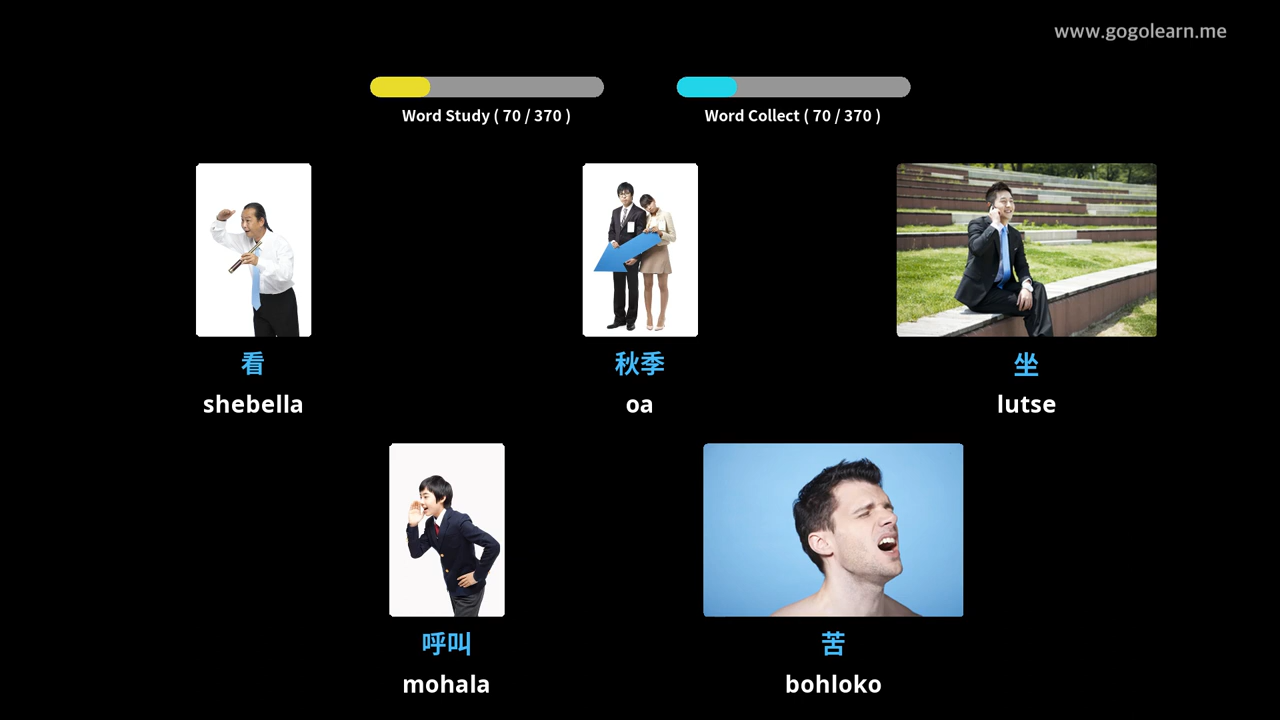 www.gogolearn.me
Word Study ( 70 / 370 )
Word Collect ( 70 / 370 )
看
秋季
坐
shebella
oa
lutse
呼叫
苦
mohala
bohloko